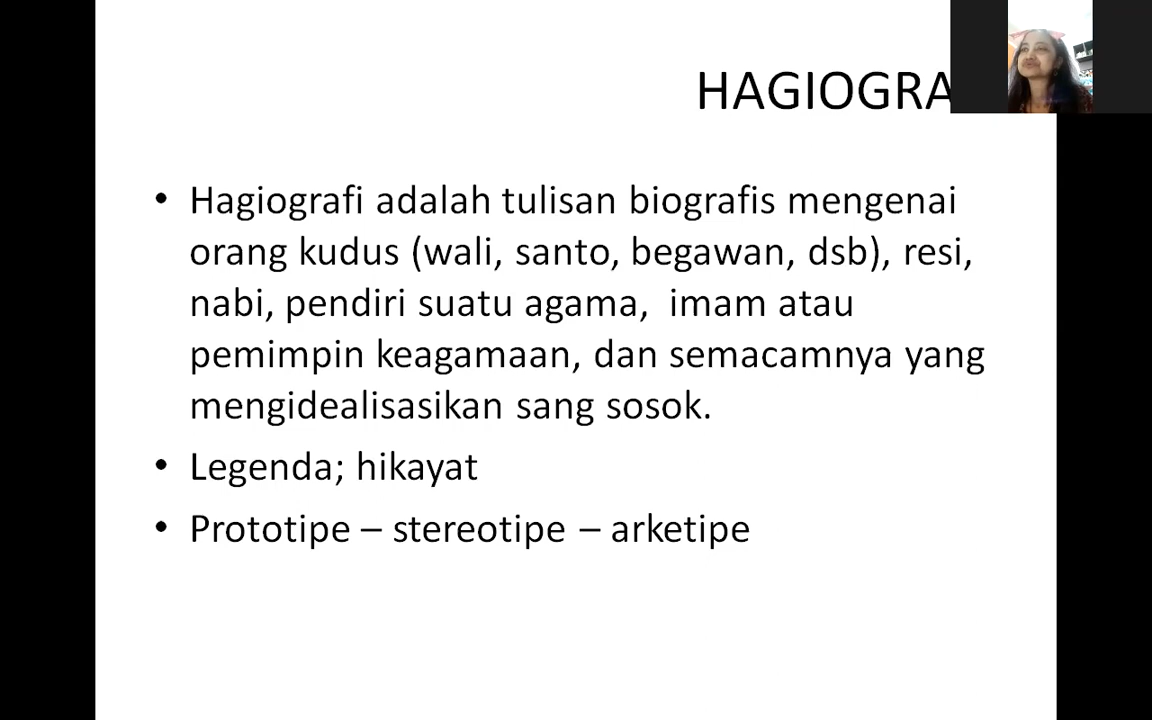 HAGIOGRA
• Hagiografi adalah tulisan biografis mengenai
orang kudus (wali, santo, begawan, dsb), resi,
nabi, pendiri suatu agama,  imam atau
pemimpin keagamaan, dan semacamnya yang
mengidealisasikan sang sosok.
• Legenda; hikayat
• Prototipe – stereotipe – arketipe